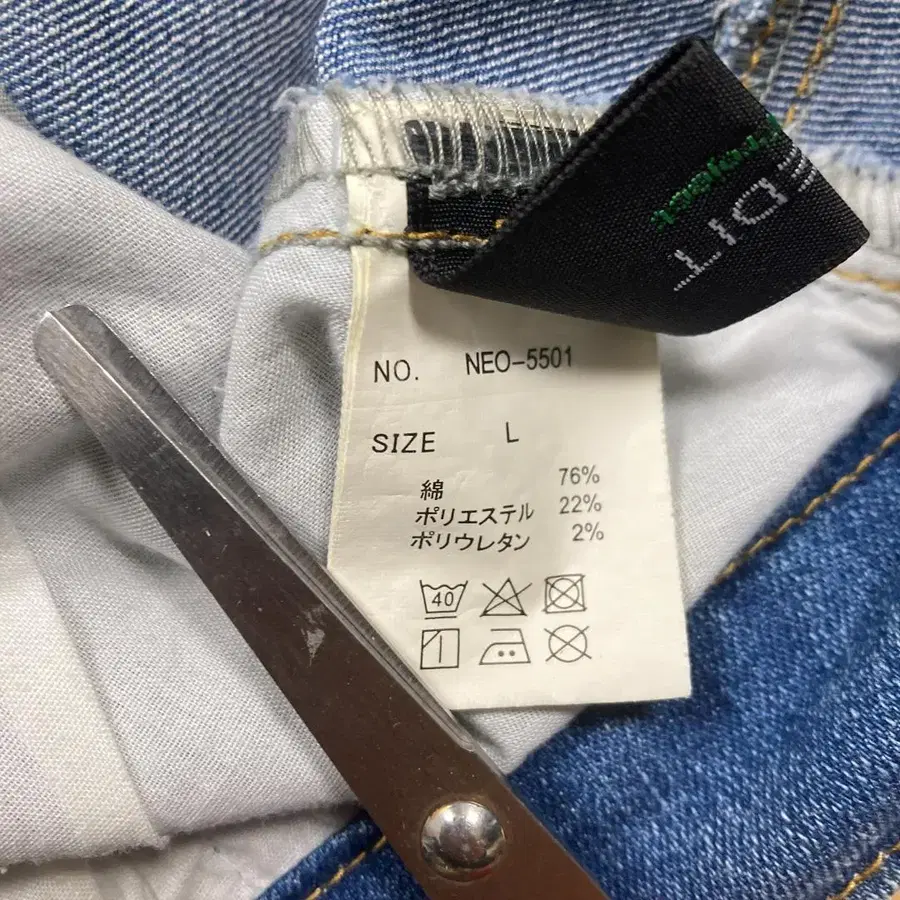 EDIT
NO. NEO-5501
SIZE L
綿 76%
ポリエステル 22%
ポリウレタン 2%
40